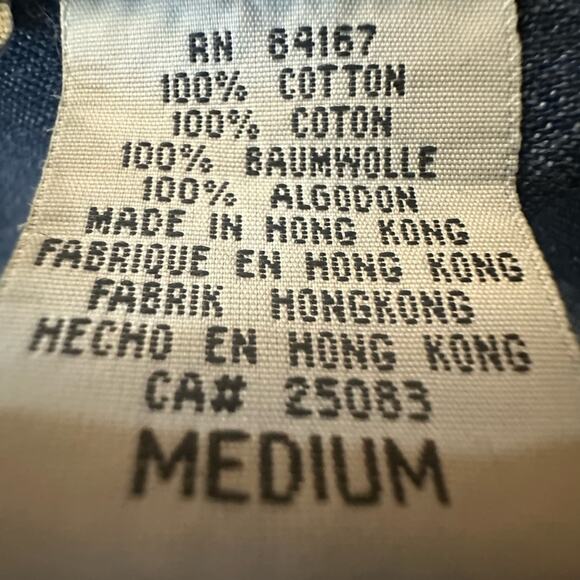 RN 84167
100% COTTON
100% COTON
100% BAUMWOLLE
100% ALGODON
MADE IN HONG KONG
FABRIQUE EN HONG KONG
FABRIK HONGKONG
HECHO EN HONG KONG
CA# 25083
MEDIUM